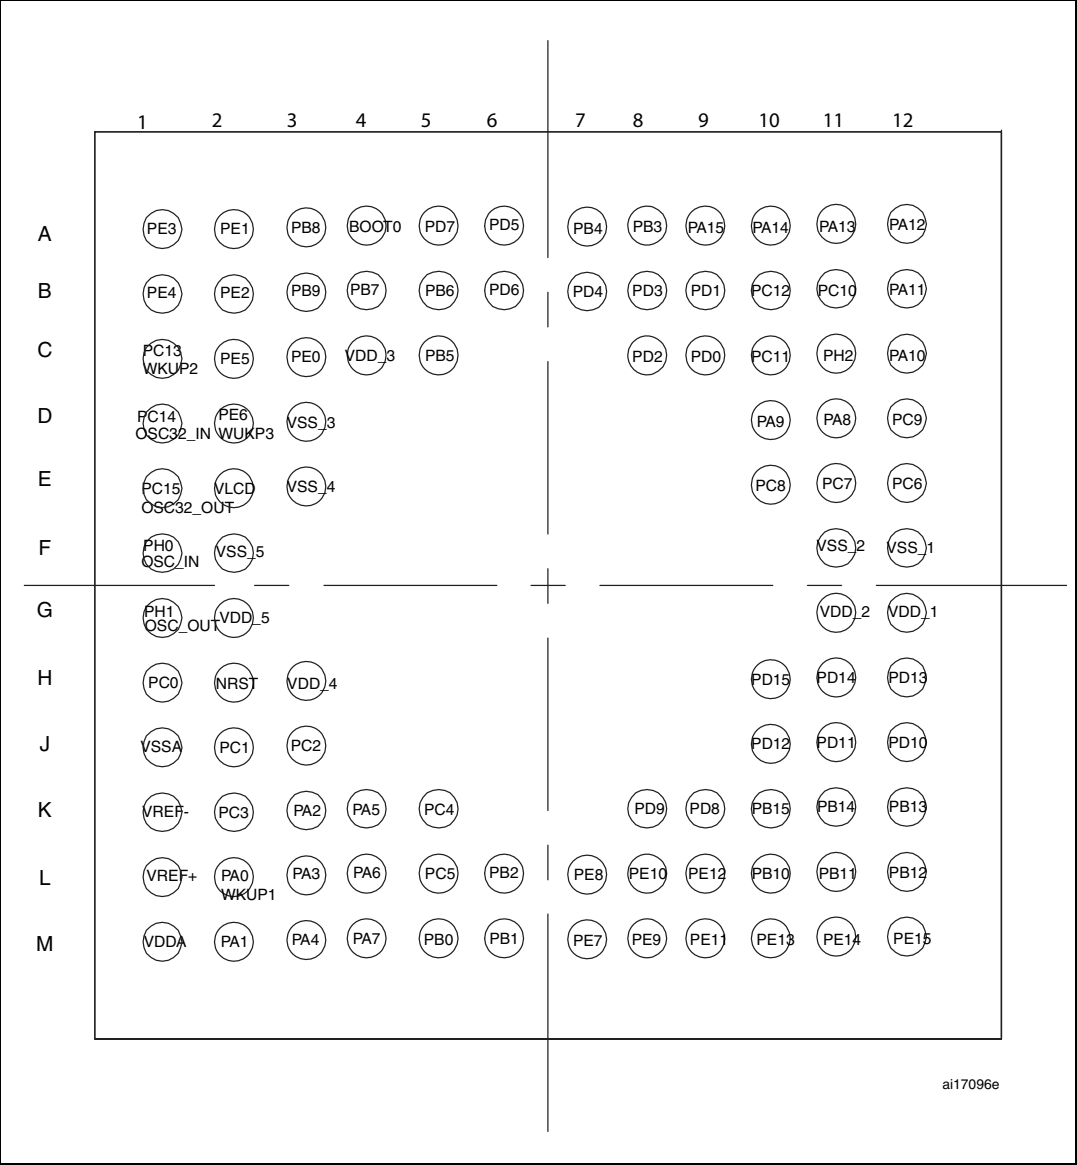 1 2 3 4 5 6 7 8 9 10 11 12
A PE3 PE1 PB8 BOOT0 PD7 PD5 PB4 PB3 PA15 PA14 PA13 PA12
B PE4 PE2 PB9 PB7 PB6 PD6 PD4 PD3 PD1 PC12 PC10 PA11
C PC13 PE5 PE0 VDD_3 PB5 PD2 PD0 PC11 PH2 PA10
WKUP2
D PC14 PE6 VSS_3 PA9 PA8 PC9
OSC32_IN WUKP3
E PC15 VLCD VSS_4 PC8 PC7 PC6
OSC32_OUT
F PH0 VSS_5 VSS_2 VSS_1
OSC_IN
G PH1 VDD_5 VDD_2 VDD_1
OSC_OUT
H PC0 NRST VDD_4 PD15 PD14 PD13
J VSSA PC1 PC2 PD12 PD11 PD10
K VREF- PC3 PA2 PA5 PC4 PD9 PD8 PB15 PB14 PB13
L VREF+ PA0 PA3 PA6 PC5 PB2 PE8 PE10 PE12 PB10 PB11 PB12
WKUP1
M VDDA PA1 PA4 PA7 PB0 PB1 PE7 PE9 PE11 PE13 PE14 PE15
ai17096e